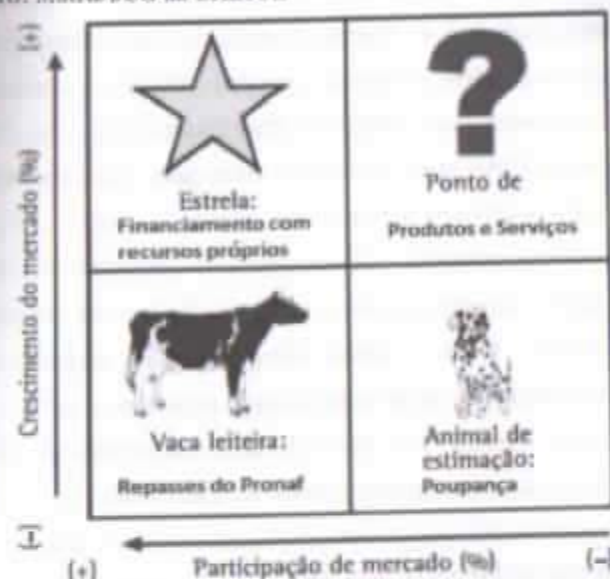 Crescimento do mercado (%)
(+)
(-)
?
Estrela:
Financiamento com
recursos próprios
Ponto de
Produtos e Serviços
Vaca leiteira:
Repasses do Pronaf
Animal de
estimação:
Poupança
(+)
Participação de mercado (%)
(-)